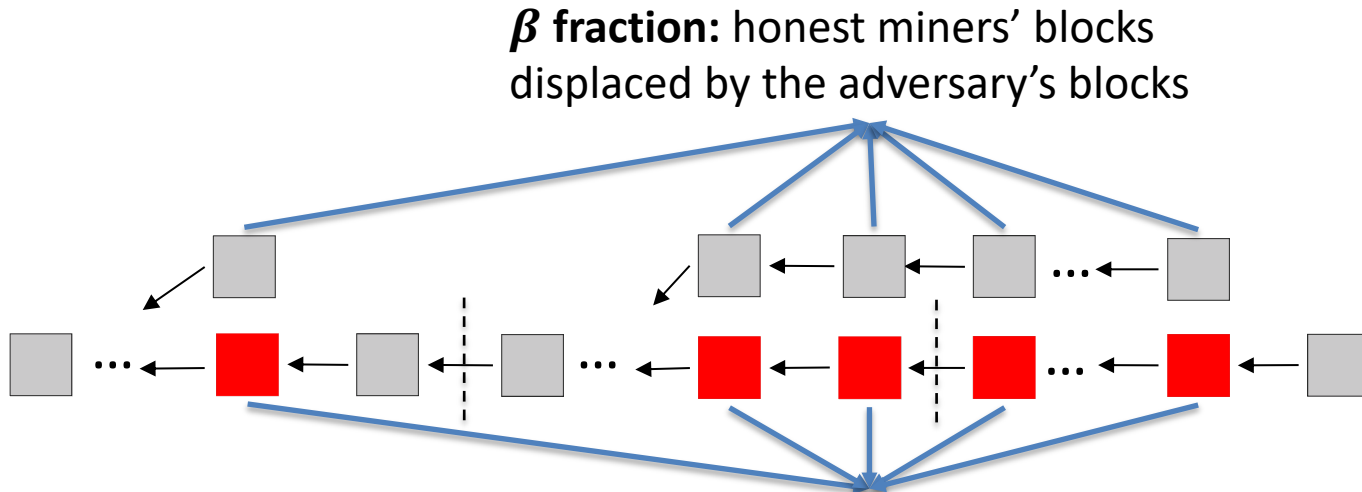 𝜷 fraction: honest miners’ blocks
displaced by the adversary’s blocks